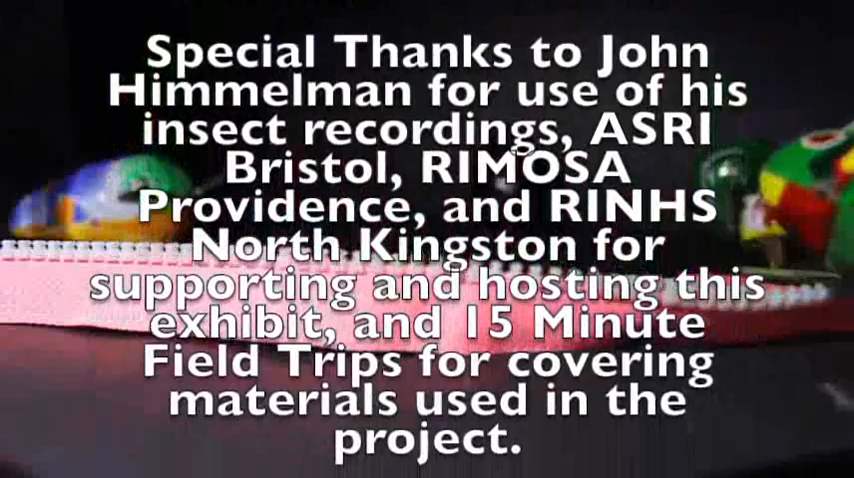 Special Thanks to John
Himmelman for use of his
insect recordings, ASRI
Bristol, RIMOSA
Providence, and RINHS
North Kingston for
supporting and hosting this
exhibit, and 15 Minute
Field Trips for covering
materials used in the
project.